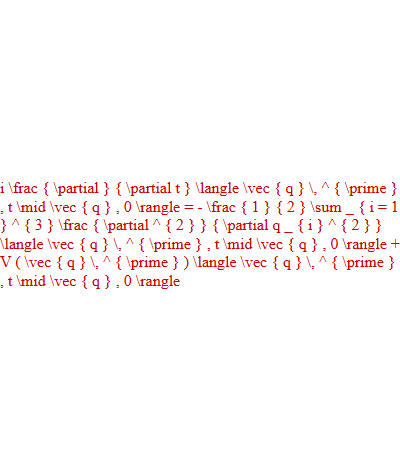 i \frac { \partial } { \partial t } \langle \vec { q } \, ^ { \prime }
, t \mid \vec { q } , 0 \rangle = - \frac { 1 } { 2 } \sum _ { i = 1
} ^ { 3 } \frac { \partial ^ { 2 } } { \partial q _ { i } ^ { 2 } }
\langle \vec { q } \, ^ { \prime } , t \mid \vec { q } , 0 \rangle +
V ( \vec { q } \, ^ { \prime } ) \langle \vec { q } \, ^ { \prime }
, t \mid \vec { q } , 0 \rangle